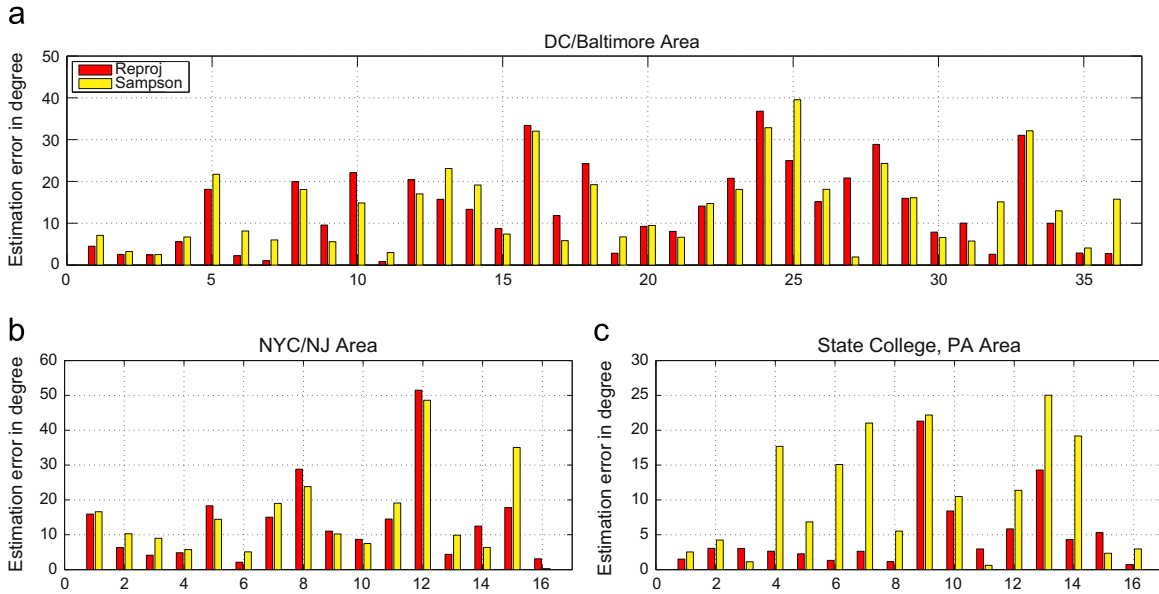 a
DC/Baltimore Area
Estimation error in degree
50
40
30
20
10
0
Reproj
Sampson
0 5 10 15 20 25 30 35
b
NYC/NJ Area
Estimation error in degree
60
50
40
30
20
10
0
0 2 4 6 8 10 12 14 16
c
State College, PA Area
Estimation error in degree
30
25
20
15
10
5
0
0 2 4 6 8 10 12 14 16